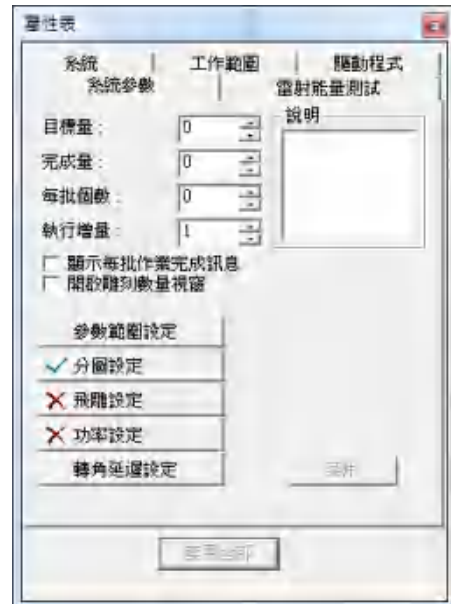 屬性表
系統
工作範圍
驅動程式
系統參數
雷射能量測試
目標量：
0
說明
完成量：
0
每批個數：
0
執行增量：
1
顯示每批作業完成訊息
開啟雕刻數量視窗
參數範圍設定
分圖設定
飛雕設定
功率設定
轉角延遲設定